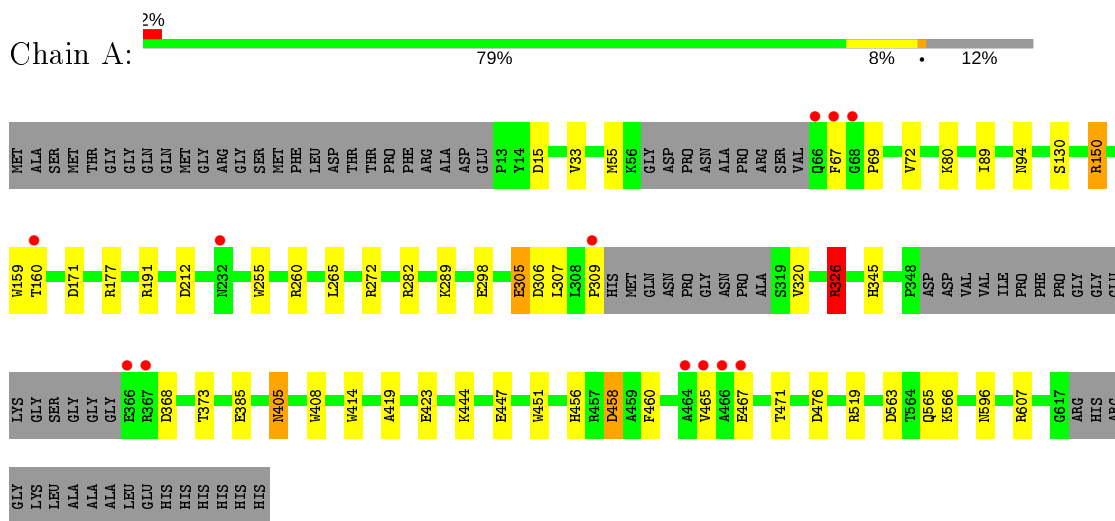 2%
Chain A:
79% 8% • 12%
MET ALA SER MET THR GLY GLY GLN GLN MET GLY ARG GLY SER MET PHE LEU ASP THR THR PRO PHE ARG ALA ASP GLU P13 Y14 D15 V33 M55 K56 GLY ASP PRO ASN ALA PRO ARG SER VAL Q66 F67 G68 P69 V72 K80 I89 N94 S130 R150
W159 T160 D171 R177 R191 D212 N232 W255 R260 L265 R272 R282 K289 E298 E305 D306 L307 L308 P309 HIS MET GLN ASN PRO GLY ASN PRO ALA S319 V320 R326 H345 P348 ASP ASP VAL VAL ILE PRO PHE PRO GLY GLY GLU
LYS GLY SER GLY GLY GLY E366 R367 D368 T373 E385 N405 W408 W414 A419 E423 K444 E447 W451 H456 R457 D458 A459 F460 A464 V465 A466 E467 T471 D476 R519 D563 T564 Q565 K566 N596 R607 G617 ARG HIS ARG
GLY LYS LEU ALA ALA ALA LEU GLU HIS HIS HIS HIS HIS HIS